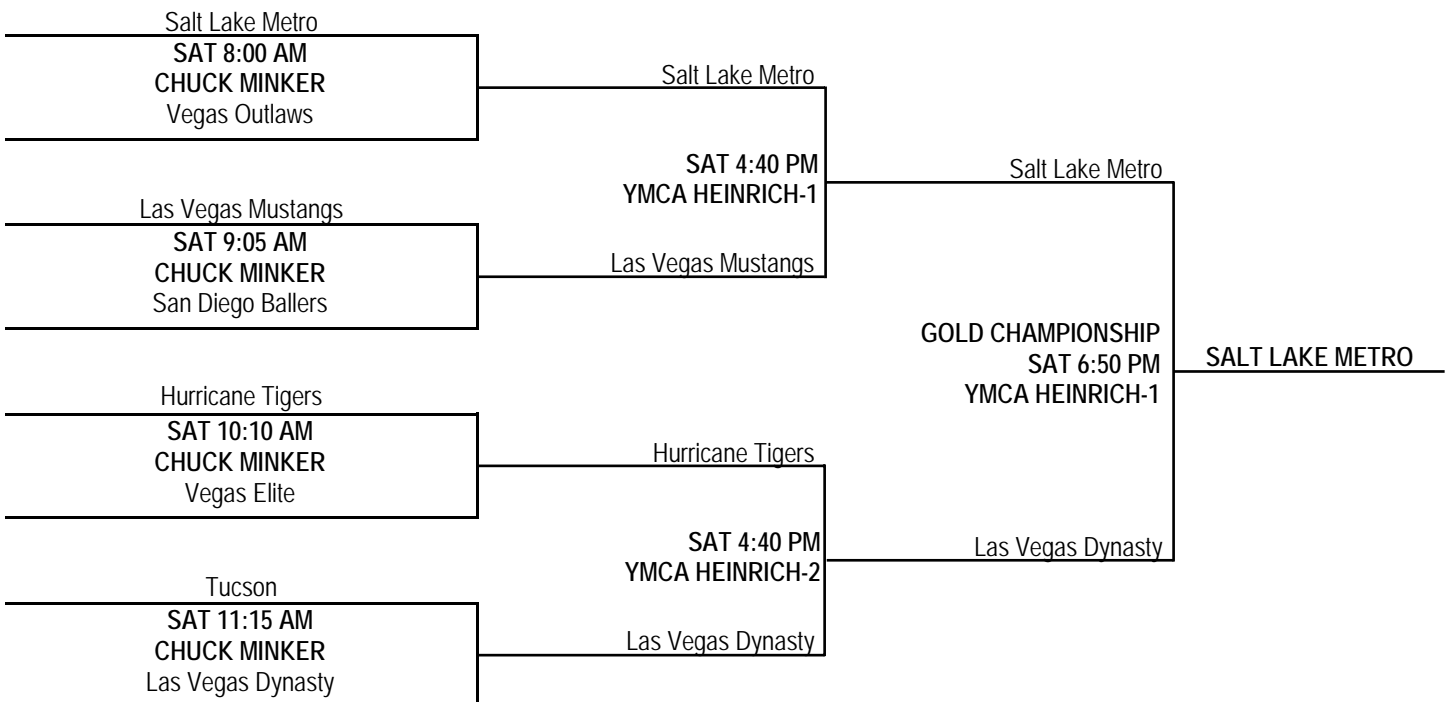 Salt Lake Metro
SAT 8:00 AM
CHUCK MINKER
Vegas Outlaws
Las Vegas Mustangs
SAT 9:05 AM
CHUCK MINKER
San Diego Ballers
Hurricane Tigers
SAT 10:10 AM
CHUCK MINKER
Vegas Elite
Tucson
SAT 11:15 AM
CHUCK MINKER
Las Vegas Dynasty
Salt Lake Metro
SAT 4:40 PM
YMCA HEINRICH-1
Las Vegas Mustangs
Hurricane Tigers
SAT 4:40 PM
YMCA HEINRICH-2
Las Vegas Dynasty
Salt Lake Metro
GOLD CHAMPIONSHIP
SAT 6:50 PM
YMCA HEINRICH-1
Las Vegas Dynasty
SALT LAKE METRO